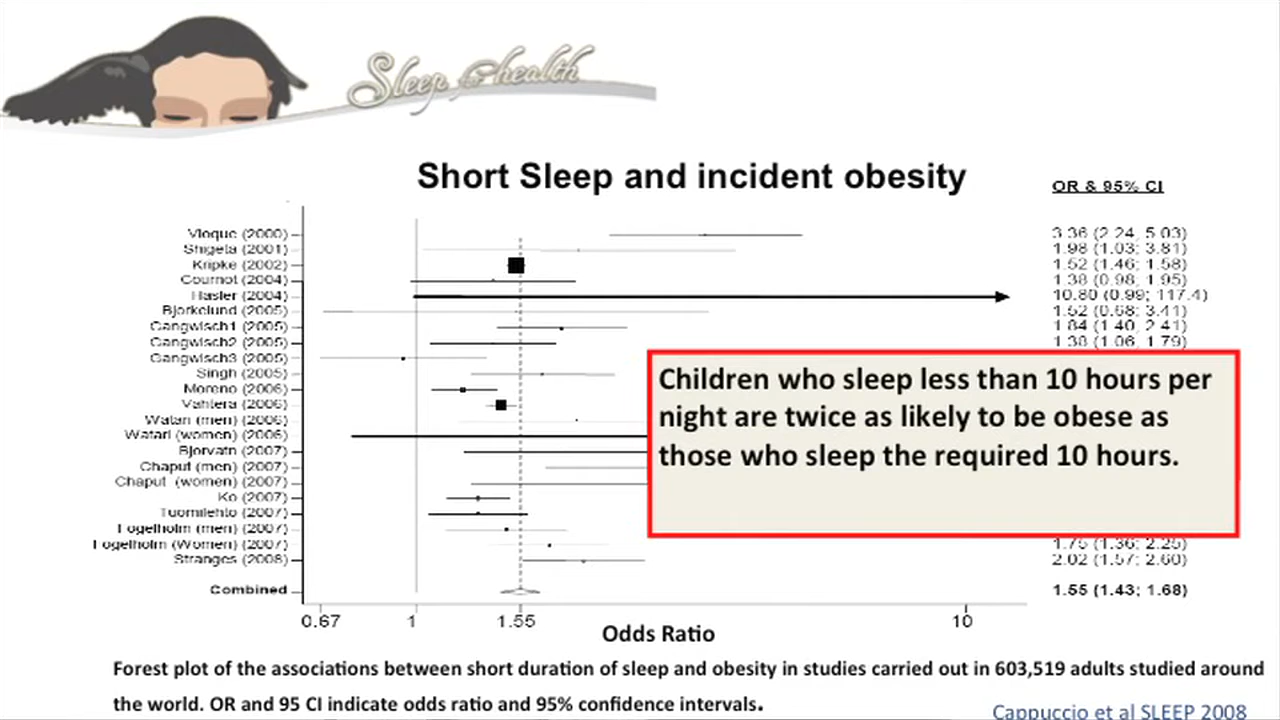 Sleep for health
Short Sleep and incident obesity
OR & 95% CI
Vioque (2000) 3.36 (2.24; 5.03)
Shigeta (2001) 1.98 (1.03; 3.81)
Kripke (2002) 1.52 (1.46; 1.58)
Cournot (2004) 1.38 (0.98; 1.95)
Hasler (2004) 10.80 (0.99; 117.4)
Bjorkelund (2005) 1.52 (0.68; 3.41)
Gangwisch1 (2005) 1.84 (1.40; 2.41)
Gangwisch2 (2005) 1.38 (1.06; 1.79)
Gangwisch3 (2005)
Singh (2005)
Moreno (2006)
Vahtera (2006)
Watari (men) (2006)
Watari (women) (2006)
Bjorvatn (2007)
Chaput (men) (2007)
Chaput (women) (2007)
Ko (2007)
Tuomilehto (2007)
Fogelholm (men) (2007)
Fogelholm (Women) (2007) 1.75 (1.36; 2.25)
Stranges (2008) 2.02 (1.57; 2.60)
Combined 1.55 (1.43; 1.68)
Children who sleep less than 10 hours per
night are twice as likely to be obese as
those who sleep the required 10 hours.
0.67 1 1.55 10
Odds Ratio
Forest plot of the associations between short duration of sleep and obesity in studies carried out in 603,519 adults studied around
the world. OR and 95 CI indicate odds ratio and 95% confidence intervals.
Cappuccio et al SLEEP 2008